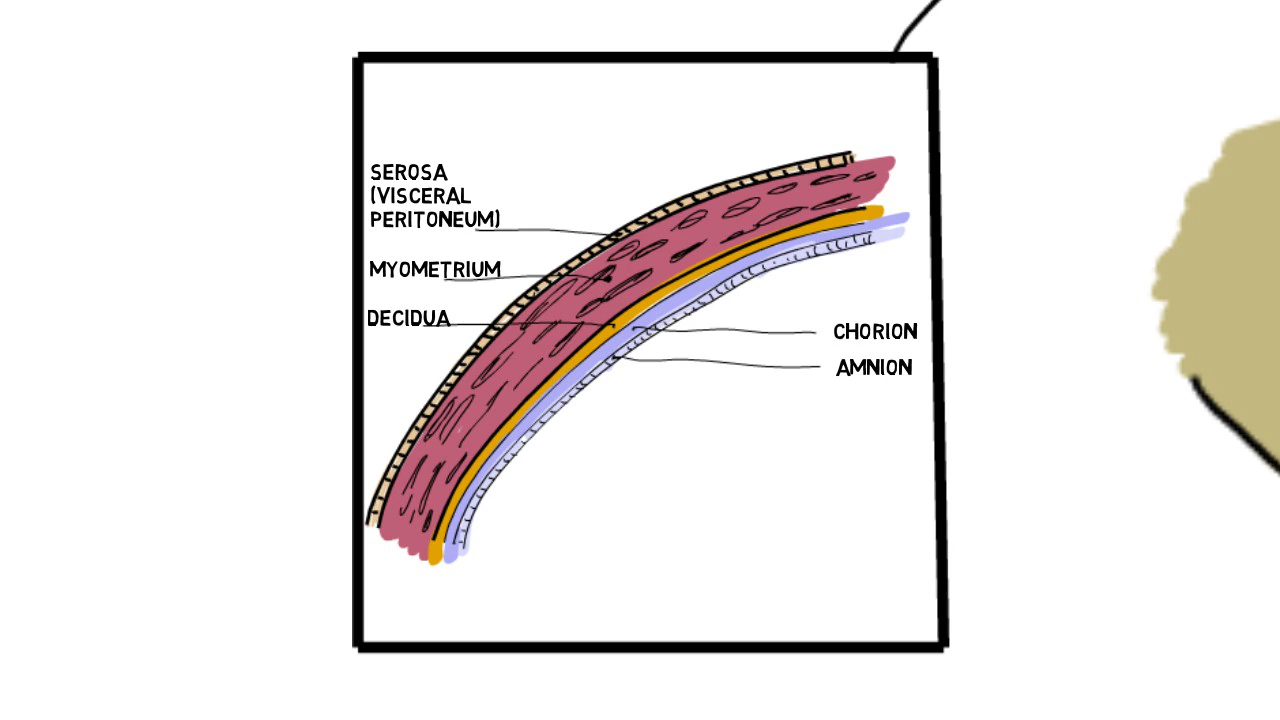 SEROSA
(VISCERAL
PERITONEUM)
MYOMETRIUM
DECIDUA
CHORION
AMNION